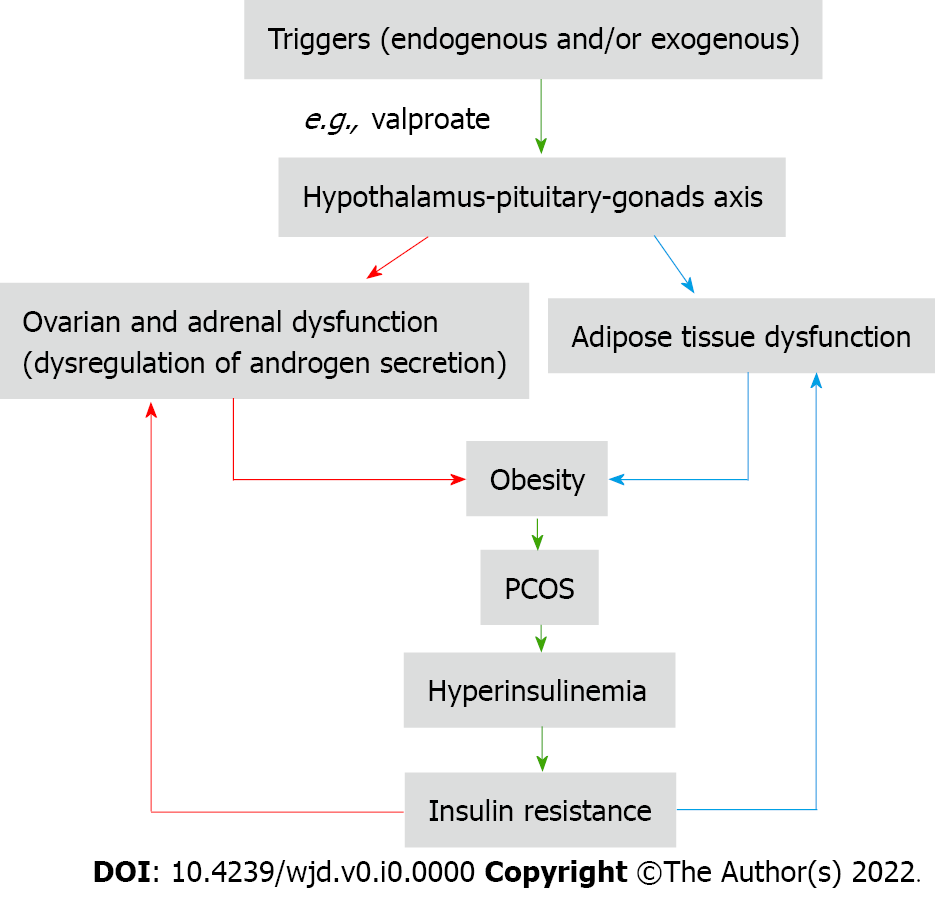 Triggers (endogenous and/or exogenous)
e.g., valproate
Hypothalamus-pituitary-gonads axis
Ovarian and adrenal dysfunction
(dysregulation of androgen secretion)
Adipose tissue dysfunction
Obesity
PCOS
Hyperinsulinemia
Insulin resistance
DOI: 10.4239/wjd.v0.i0.0000 Copyright ©The Author(s) 2022.